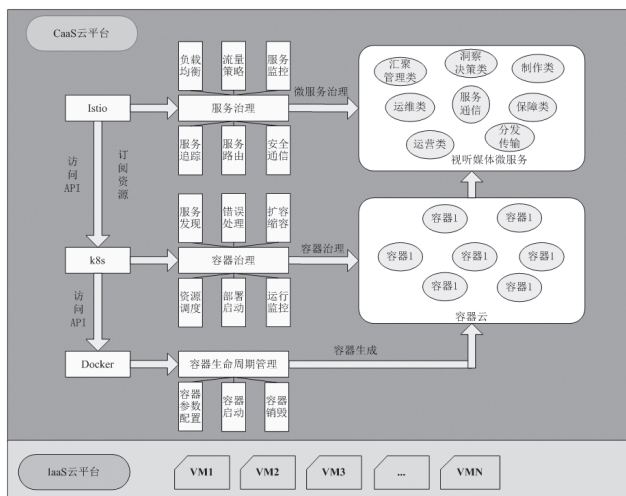 CaaS云平台
负载
均衡
流量
策略
服务
监控
Istio
服务治理
微服务治理
服务
追踪
服务
路由
安全
通信
汇聚
管理类
洞察
决策类
制作类
运维类
服务
通信
保障类
运营类
分发
传输
视听媒体微服务
访问
API
订阅资源
服务
发现
错误
处理
扩容
缩容
k8s
容器治理
容器治理
资源
调度
部署
启动
运行
监控
容器1
容器1
容器1
容器1
容器1
容器1
容器1
容器云
访问
API
Docker
容器生命周期管理
容器生成
容器
参数
配置
容器
启动
容器
销毁
IaaS云平台
VM1
VM2
VM3
...
VMN